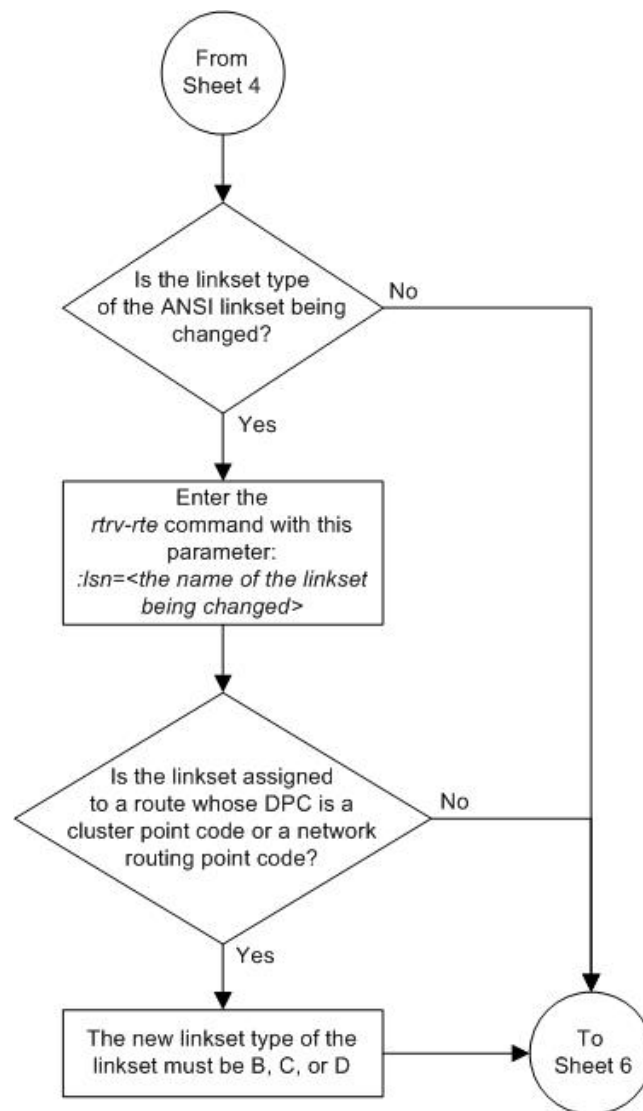 From
Sheet 4
Is the linkset type
of the ANSI linkset being
changed?
No
Yes
Enter the
rtrv-rte command with this
parameter:
:lsn=<the name of the linkset
being changed>
Is the linkset assigned
to a route whose DPC is a
cluster point code or a network
routing point code?
No
Yes
The new linkset type of the
linkset must be B, C, or D
To
Sheet 6